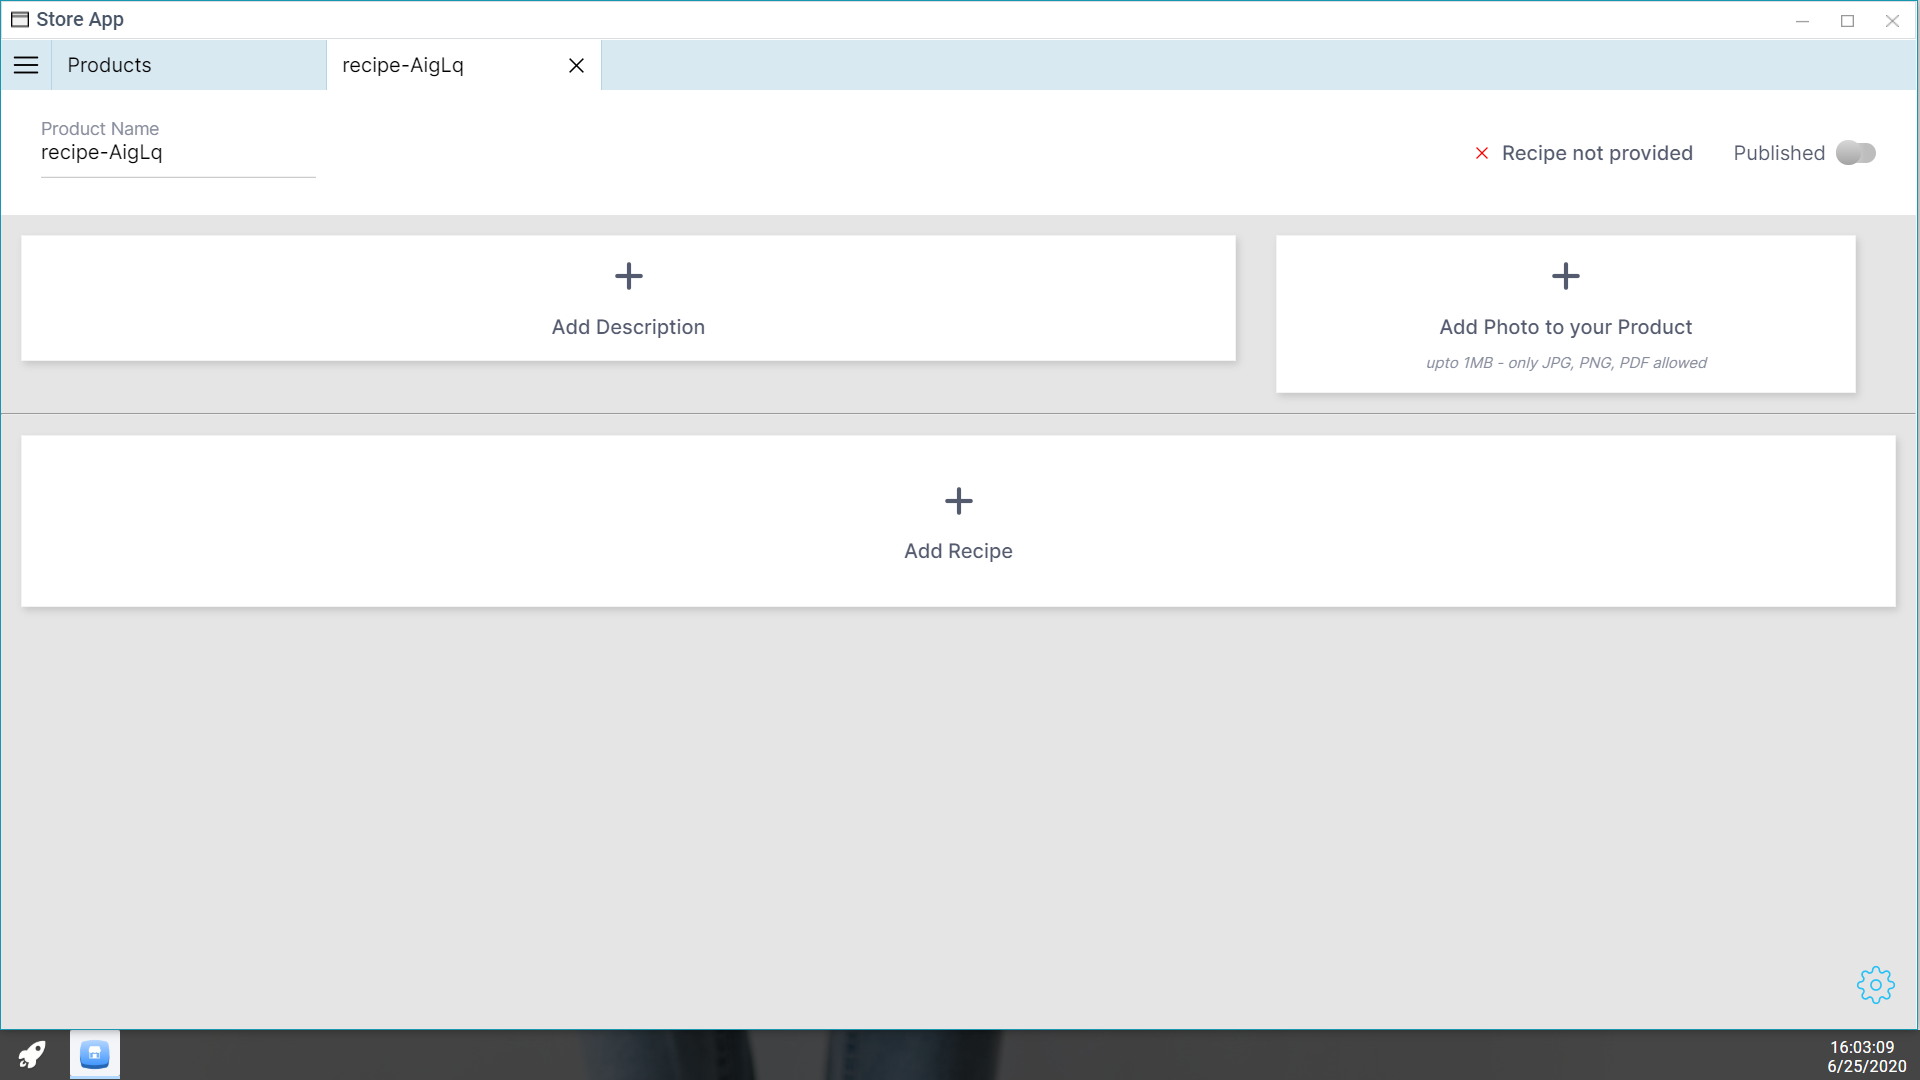 Store App
Products
recipe-AigLq
Product Name
recipe-AigLq
Recipe not provided
Published
Add Description
Add Photo to your Product
upto 1MB - only JPG, PNG, PDF allowed
Add Recipe
16:03:09
6/25/2020